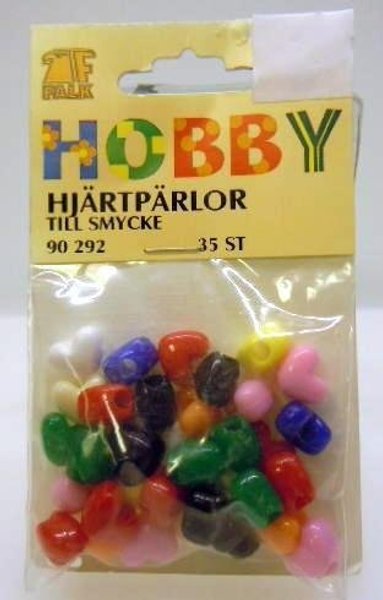 FALK
HOBBY
HJÄRTPÄRLOR
TILL SMYCKE
90 292 35 ST